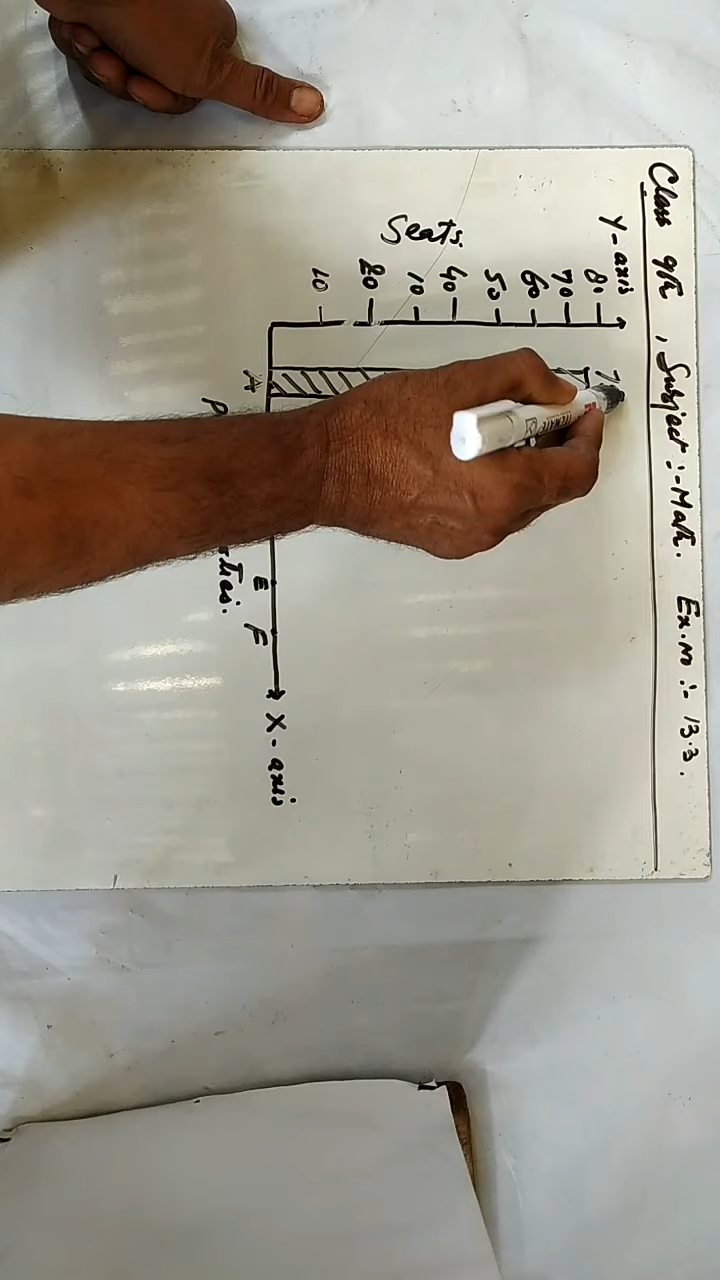 Class 9th, Subject :- Math. Ex.No :- 13.3.
Y-axis
80
70
60
50
40
10
20
10
Seats.
A
E
F
X-axis